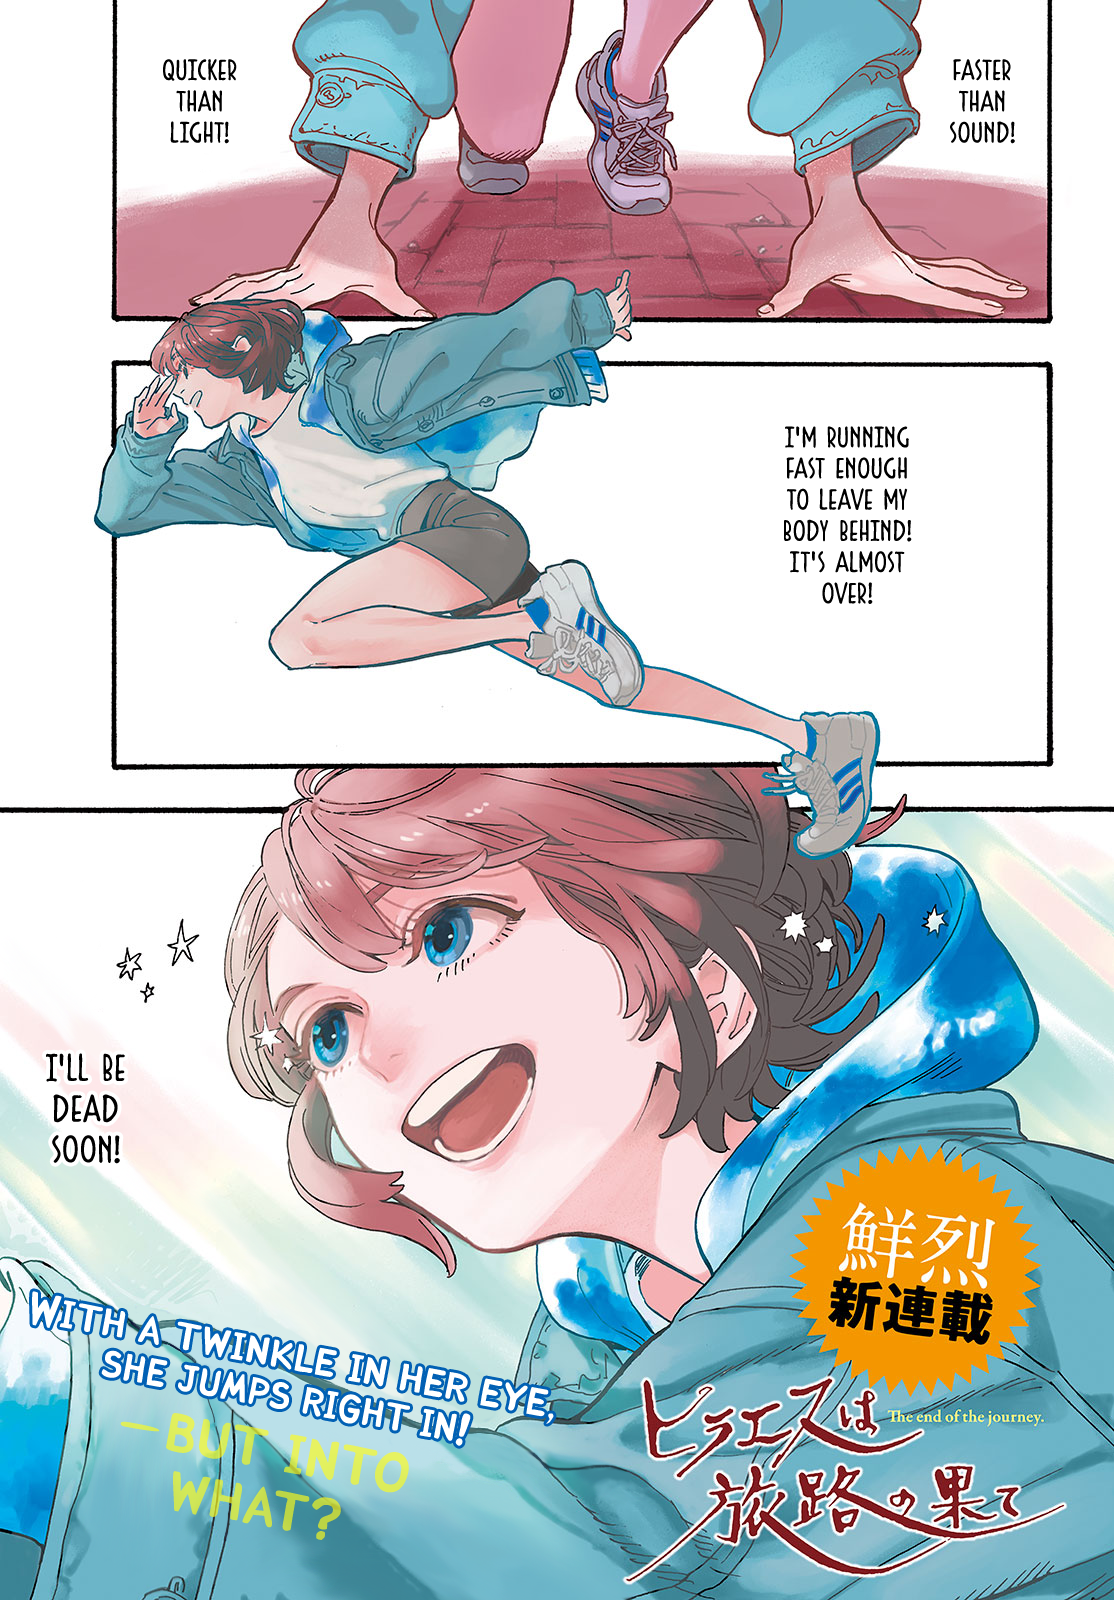 FASTER
THAN
SOUND!
QUICKER
THAN
LIGHT!
I'M RUNNING
FAST ENOUGH
TO LEAVE MY
BODY BEHIND!
IT'S ALMOST
OVER!
I'LL BE
DEAD
SOON!
WITH A TWINKLE IN HER EYE,
SHE JUMPS RIGHT IN!
—BUT INTO
WHAT?
鮮烈
新連載
ヒラエスは
The end of the journey.
旅路の果て